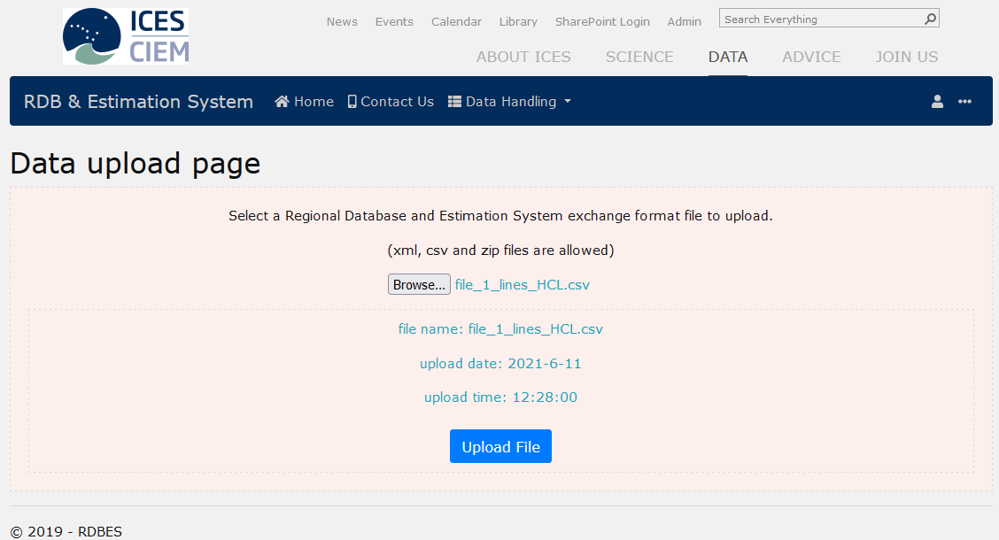 ICES
CIEM
News Events Calendar Library SharePoint Login Admin Search Everything
ABOUT ICES SCIENCE DATA ADVICE JOIN US
RDB & Estimation System Home Contact Us Data Handling
Data upload page
Select a Regional Database and Estimation System exchange format file to upload.
(xml, csv and zip files are allowed)
Browse... file_1_lines_HCL.csv
file name: file_1_lines_HCL.csv
upload date: 2021-6-11
upload time: 12:28:00
Upload File
© 2019 - RDBES